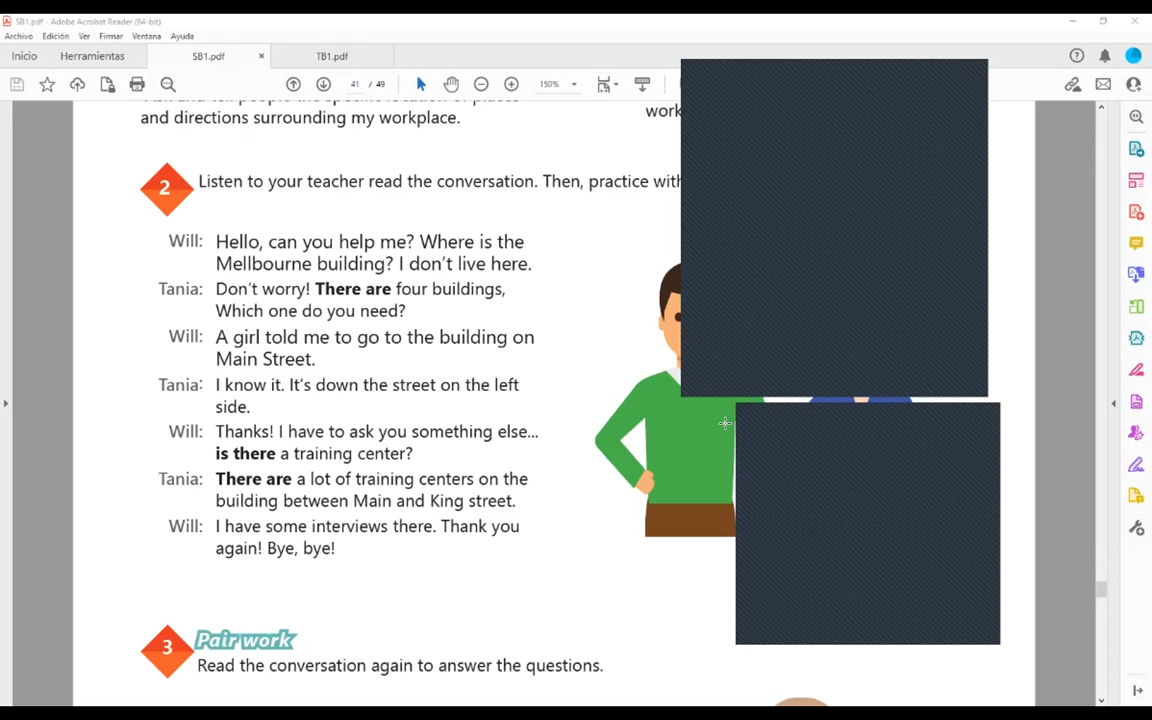 SB1.pdf - Adobe Acrobat Reader (64-bit)
Archivo Edición Ver Firmar Ventana Ayuda
Inicio Herramientas SB1.pdf × TB1.pdf
41 / 49 150%
and directions surrounding my workplace.
work
2 Listen to your teacher read the conversation. Then, practice with
Will: Hello, can you help me? Where is the
Mellbourne building? I don't live here.
Tania: Don't worry! There are four buildings,
Which one do you need?
Will: A girl told me to go to the building on
Main Street.
Tania: I know it. It's down the street on the left
side.
Will: Thanks! I have to ask you something else...
is there a training center?
Tania: There are a lot of training centers on the
building between Main and King street.
Will: I have some interviews there. Thank you
again! Bye, bye!
3 Pair work
Read the conversation again to answer the questions.